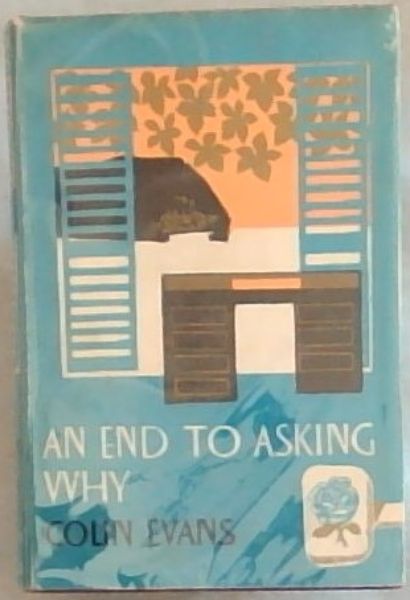 AN END TO ASKING
WHY
COLIN EVANS